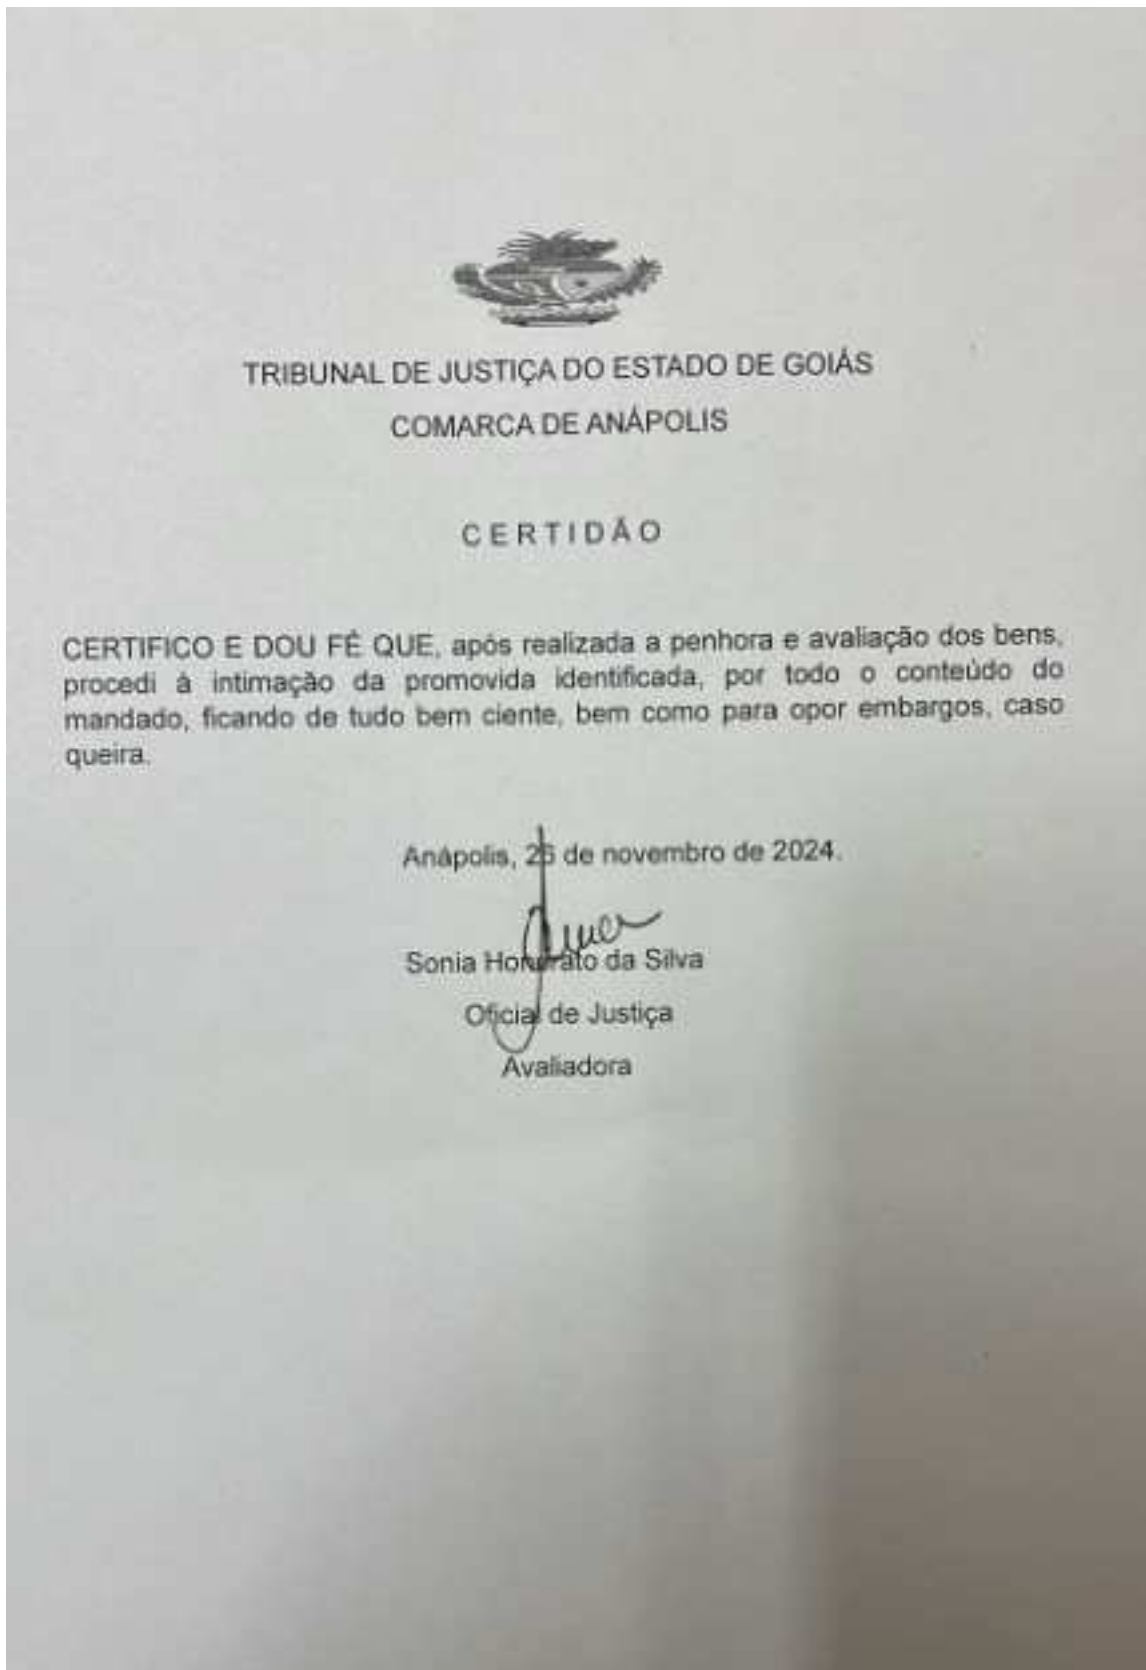 TRIBUNAL DE JUSTIÇA DO ESTADO DE GOIÁS
COMARCA DE ANÁPOLIS
CERTIDÃO
CERTIFICO E DOU FÉ QUE, após realizada a penhora e avaliação dos bens,
procedi à intimação da promovida identificada, por todo o conteúdo do
mandado, ficando de tudo bem ciente, bem como para opor embargos, caso
queira.
Anápolis, de novembro de 2024.
Sonia Honorato da Silva
Oficial de Justiça
Avaliadora